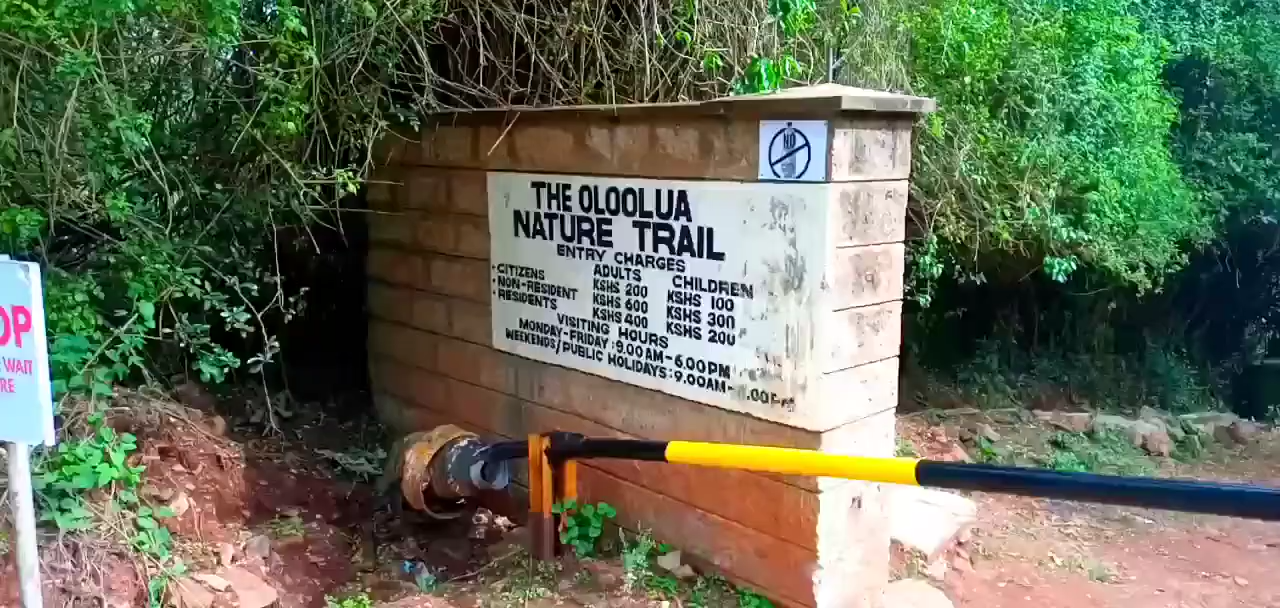 THE OLOOLUA
NATURE TRAIL
ENTRY CHARGES
ADULTS CHILDREN
·CITIZENS KSHS 200 KSHS 100
·NON-RESIDENT KSHS 600 KSHS 300
·RESIDENTS KSHS 400 KSHS 200
VISITING HOURS
MONDAY-FRIDAY:9.00AM-6.00PM
WEEKENDS/PUBLIC HOLIDAYS:9.00AM-
NO
OP
WAIT
RE